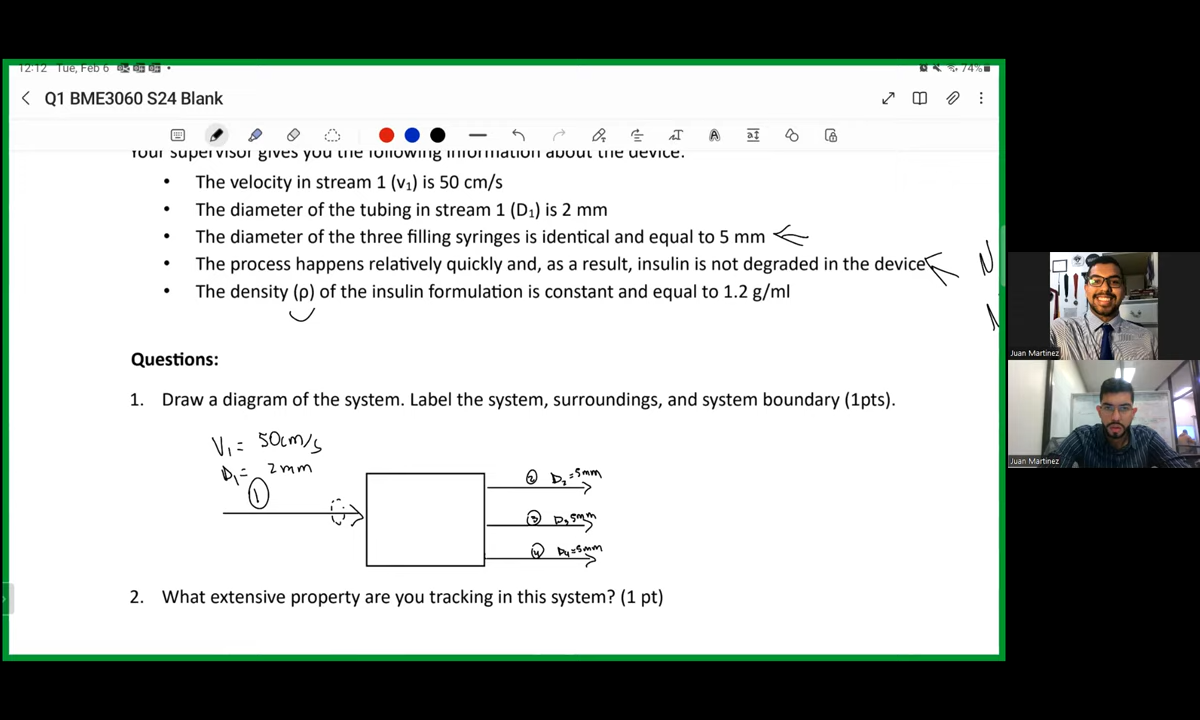 12:12 Tue, Feb 6
74%
Q1 BME3060 S24 Blank
Your supervisor gives you the following information about the device:
• The velocity in stream 1 (v₁) is 50 cm/s
• The diameter of the tubing in stream 1 (D₁) is 2 mm
• The diameter of the three filling syringes is identical and equal to 5 mm
• The process happens relatively quickly and, as a result, insulin is not degraded in the device
N
• The density (ρ) of the insulin formulation is constant and equal to 1.2 g/ml
Questions:
1. Draw a diagram of the system. Label the system, surroundings, and system boundary (1pts).
V₁= 50cm/s
D₁= 2mm
1
2 D₂=5mm
3 D₃5mm
4 D₄=5mm
2. What extensive property are you tracking in this system? (1 pt)
Juan Martinez
Juan Martinez